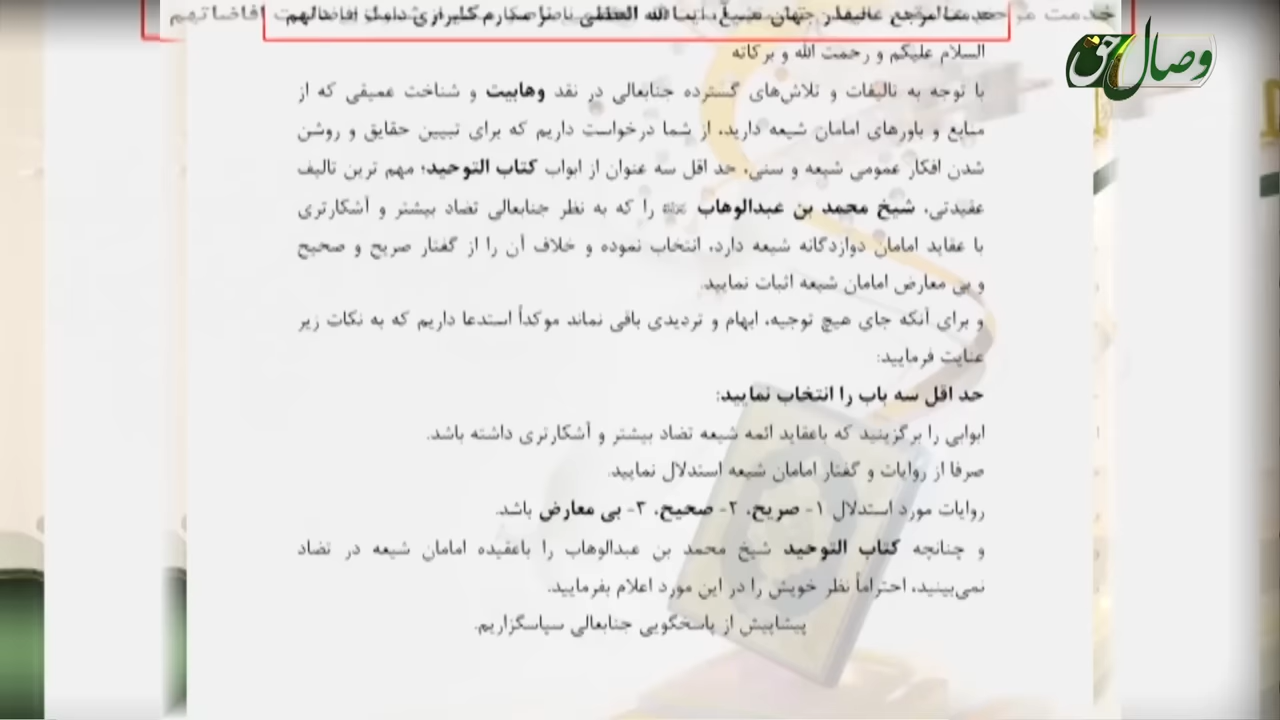 وصال حق
خدمت
افاضاتهم
السلام علیکم و رحمت الله و برکاته
با توجه به تالیفات و تلاش‌های گسترده جنابعالی در نقد وهابیت و شناخت عمیقی که از
منابع و باورهای امامان شیعه دارید، از شما درخواست داریم که برای تبیین حقایق و روشن
شدن افکار عمومی شیعه و سنی، حد اقل سه عنوان از ابواب کتاب التوحید؛ مهم ترین تالیف
عقیدتی، شیخ محمد بن عبدالوهاب را که به نظر جنابعالی تضاد بیشتر و آشکارتری
با عقاید امامان دوازدگانه شیعه دارد، انتخاب نموده و خلاف آن را از گفتار صریح و صحیح
و بی معارض امامان شیعه اثبات نمایید.
و برای آنکه جای هیچ توجیه، ابهام و تردیدی باقی نماند موکداً استدعا داریم که به نکات زیر
عنایت فرمایید:
حد اقل سه باب را انتخاب نمایید:
ابوابی را برگزینید که باعقاید ائمه شیعه تضاد بیشتر و آشکارتری داشته باشد.
صرفا از روایات و گفتار امامان شیعه استدلال نمایید.
روایات مورد استدلال ۱- صریح، ۲- صحیح، ۳- بی معارض باشد.
و چنانچه کتاب التوحید شیخ محمد بن عبدالوهاب را باعقیده امامان شیعه در تضاد
نمی‌بینید، احتراماً نظر خویش را در این مورد اعلام بفرمایید.
پیشاپیش از پاسخگویی جنابعالی سپاسگزاریم.